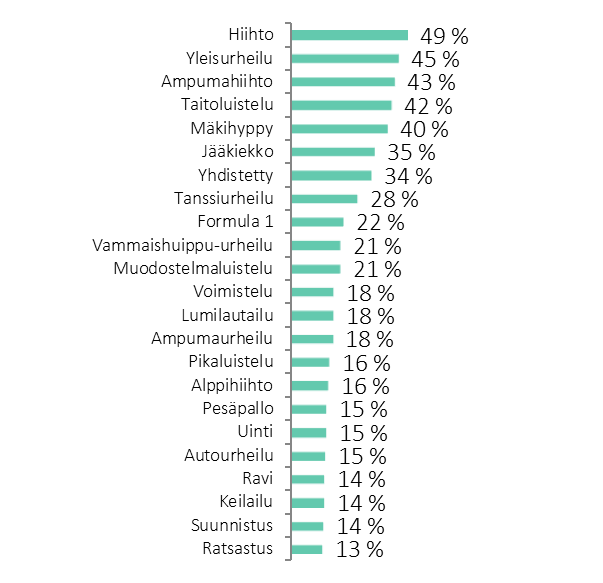 Hiihto 49 %
Yleisurheilu 45 %
Ampumahiihto 43 %
Taitoluistelu 42 %
Mäkihyppy 40 %
Jääkiekko 35 %
Yhdistetty 34 %
Tanssiurheilu 28 %
Formula 1 22 %
Vammaishuippu-urheilu 21 %
Muodostelmaluistelu 21 %
Voimistelu 18 %
Lumilautailu 18 %
Ampumaurheilu 18 %
Pikaluistelu 16 %
Alppihiihto 16 %
Pesäpallo 15 %
Uinti 15 %
Autourheilu 15 %
Ravi 14 %
Keilailu 14 %
Suunnistus 14 %
Ratsastus 13 %